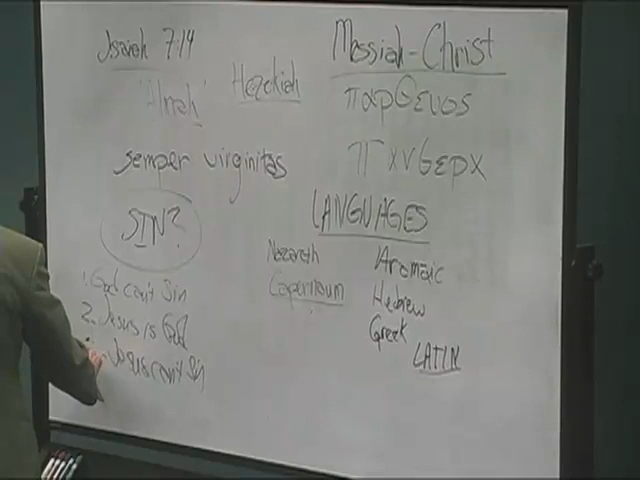 Isaiah 7:14
'Almah'
Hezekiah
semper virginitas
SIN?
1. God can't Sin
2. Jesus is God
Jesus can't Sin
Messiah-Christ
παρθενος
LANGUAGES
Nazareth
Capernaum
Aramaic
Hebrew
Greek
LATIN